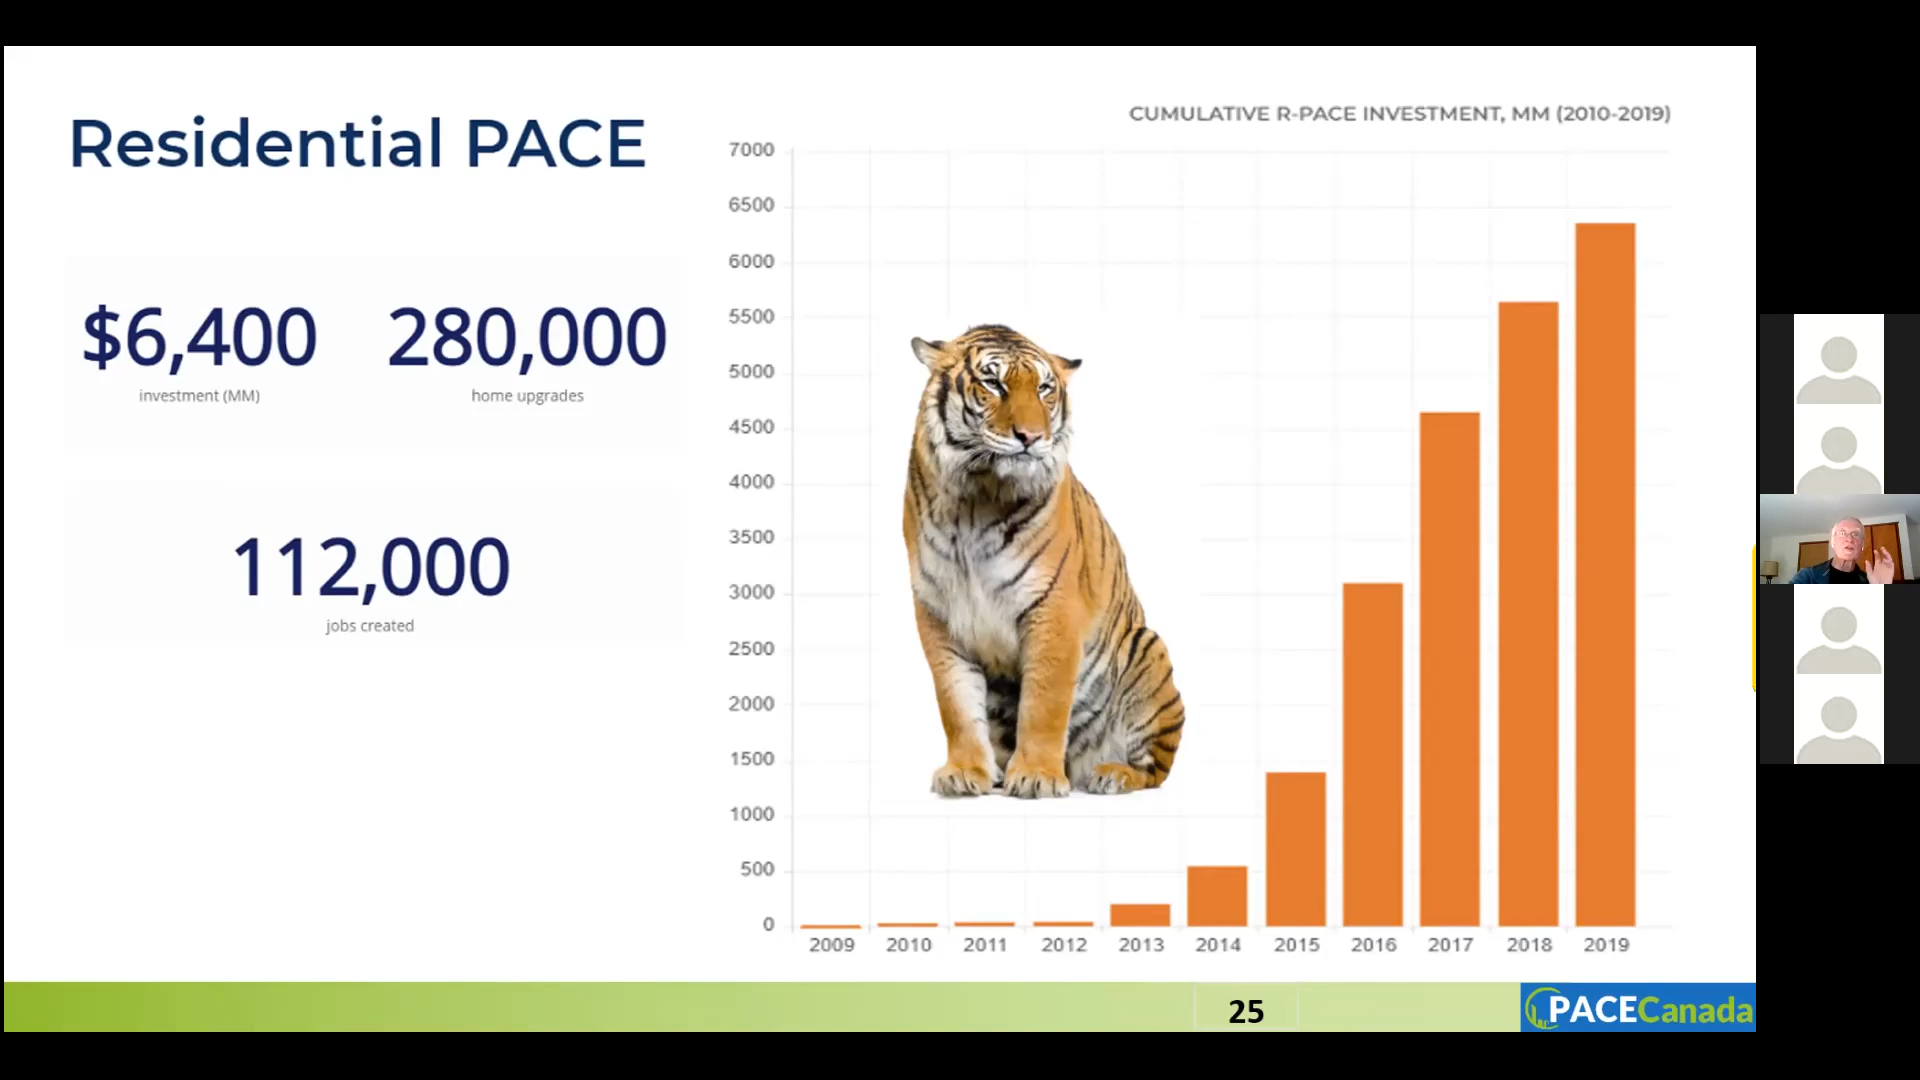 Residential PACE
$6,400
investment (MM)
280,000
home upgrades
112,000
jobs created
CUMULATIVE R-PACE INVESTMENT, MM (2010-2019)
7000
6500
6000
5500
5000
4500
4000
3500
3000
2500
2000
1500
1000
500
0
2009 2010 2011 2012 2013 2014 2015 2016 2017 2018 2019
25
PACECanada